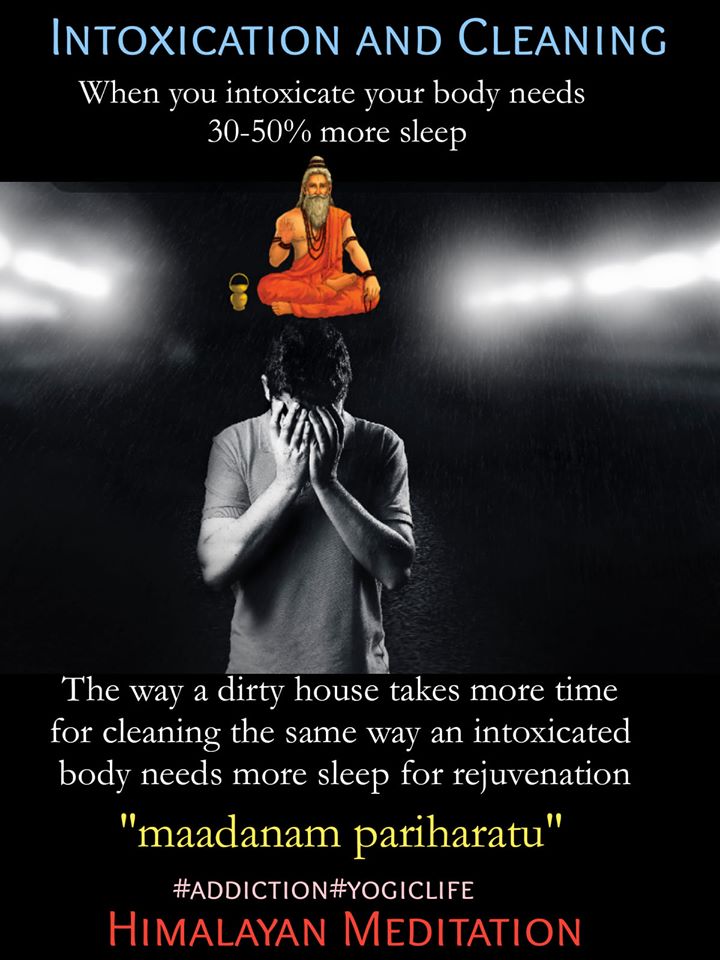 Intoxication and Cleaning
When you intoxicate your body needs
30-50% more sleep
The way a dirty house takes more time
for cleaning the same way an intoxicated
body needs more sleep for rejuvenation
"maadanam pariharatu"
#addiction#yogiclife
Himalayan Meditation